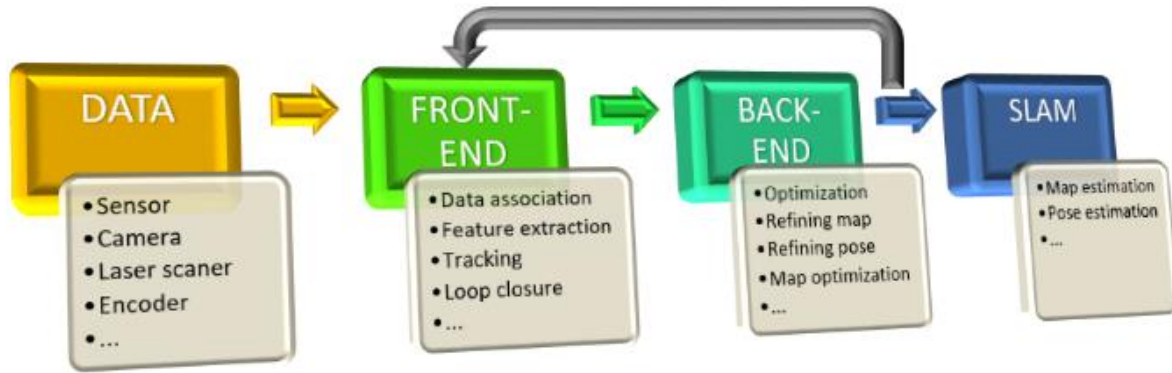 DATA
• Sensor
• Camera
• Laser scaner
• Encoder
• ...
FRONT-
END
• Data association
• Feature extraction
• Tracking
• Loop closure
• ...
BACK-
END
• Optimization
• Refining map
• Refining pose
• Map optimization
• ...
SLAM
• Map estimation
• Pose estimation
• ...